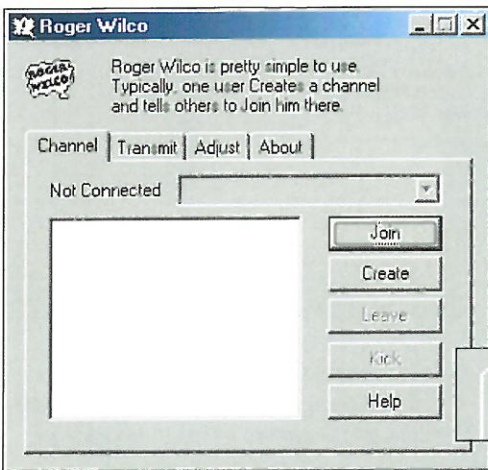 Roger Wilco
ROGER
WILCO
Roger Wilco is pretty simple to use.
Typically, one user Creates a channel
and tells others to Join him there.
Channel
Transmit
Adjust
About
Not Connected
Join
Create
Leave
Kick
Help